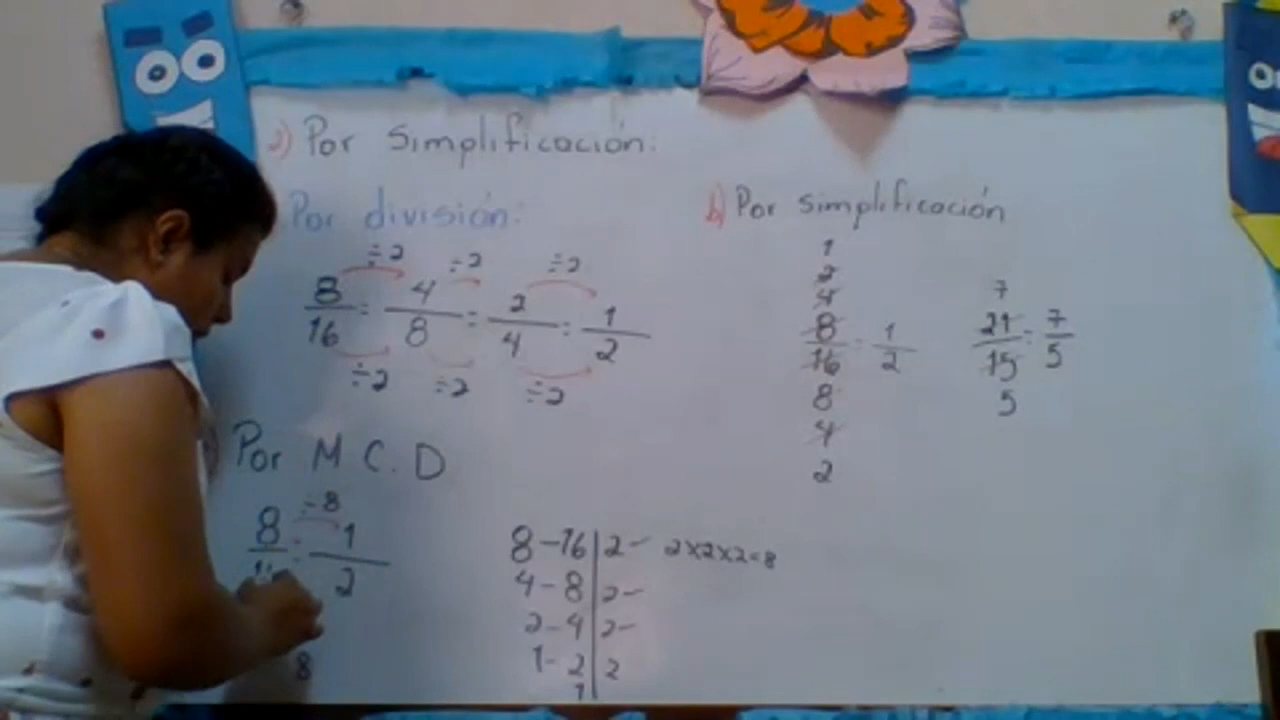 a) Por simplificación:
Por división:
÷2 ÷2 ÷2
8/16 = 4/8 = 2/4 = 1/2
÷2 ÷2 ÷2
Por M C. D
÷8
8 = 1/2
8
8 - 16 | 2 - 2x2x2=8
4 - 8 | 2 -
2 - 4 | 2 -
1 - 2 | 2
1
b) Por simplificación
1
2
4
8/16 = 1/2
8
4
2
7
21/15 = 7/5
5